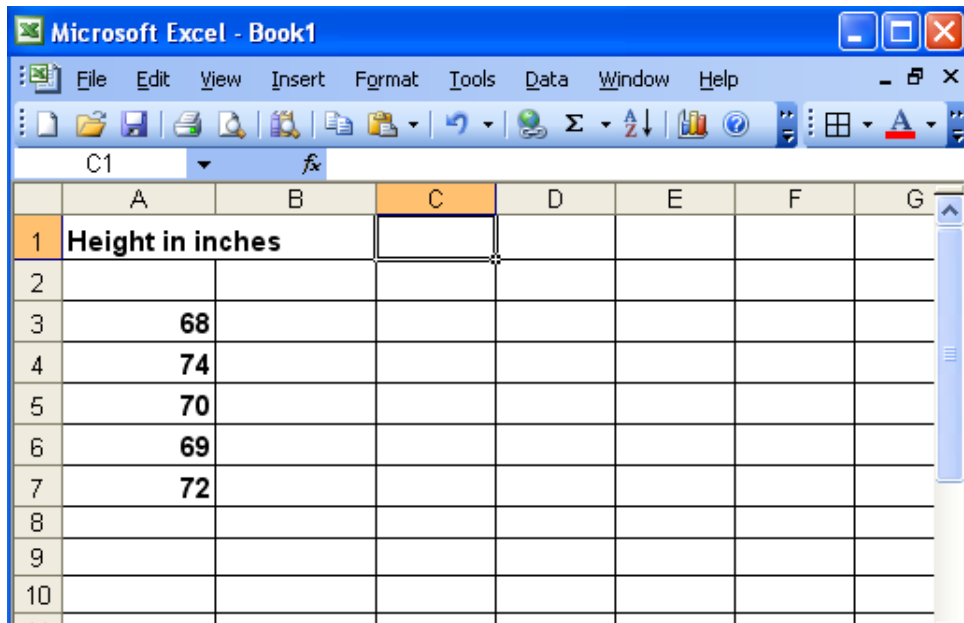 Microsoft Excel - Book1
File Edit View Insert Format Tools Data Window Help
Σ A Z A
C1 fx
A B C D E F G
1 Height in inches
2
3 68
4 74
5 70
6 69
7 72
8
9
10